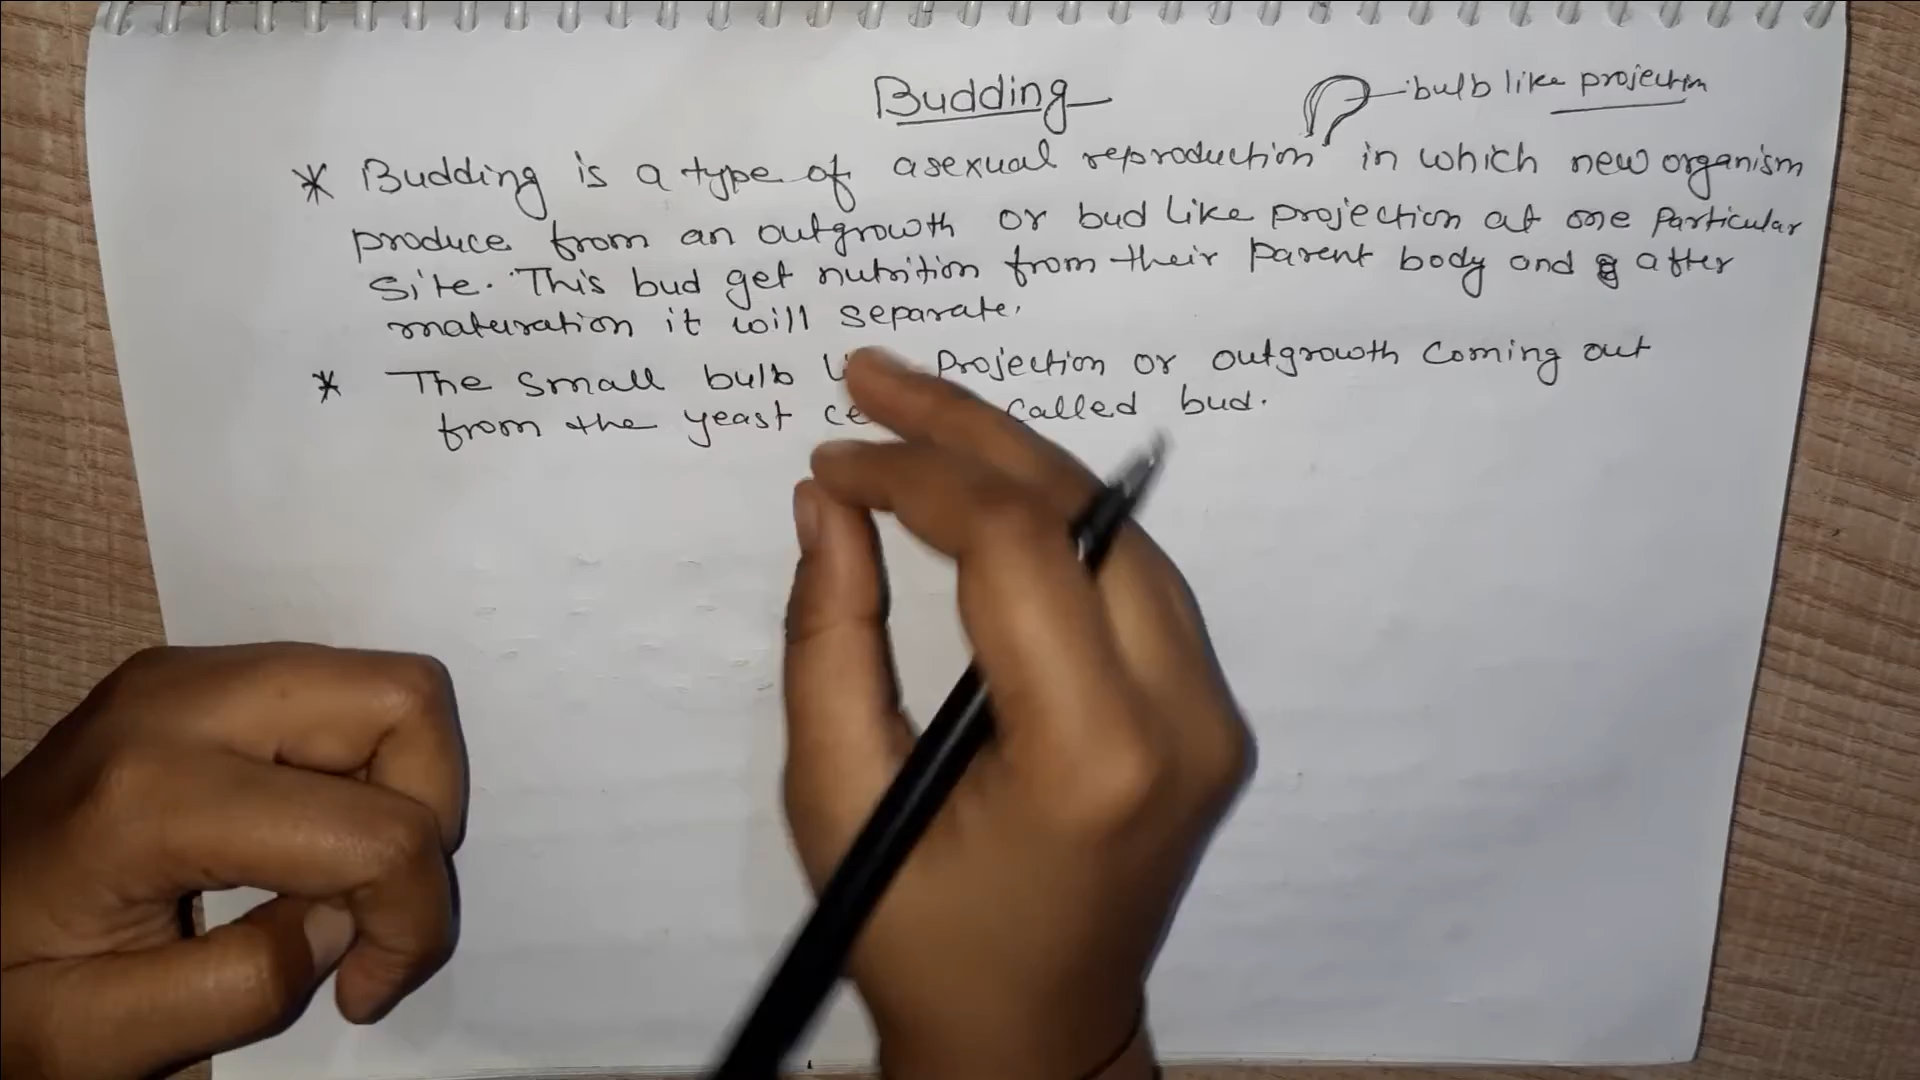 Budding
bulb like projection
* Budding is a type of asexual reproduction in which new organism
produce from an outgrowth or bud like projection at one particular
site. This bud get nutrition from their parent body and after
maturation it will separate.
* The small bulb projection or outgrowth coming out
from the yeast called bud.